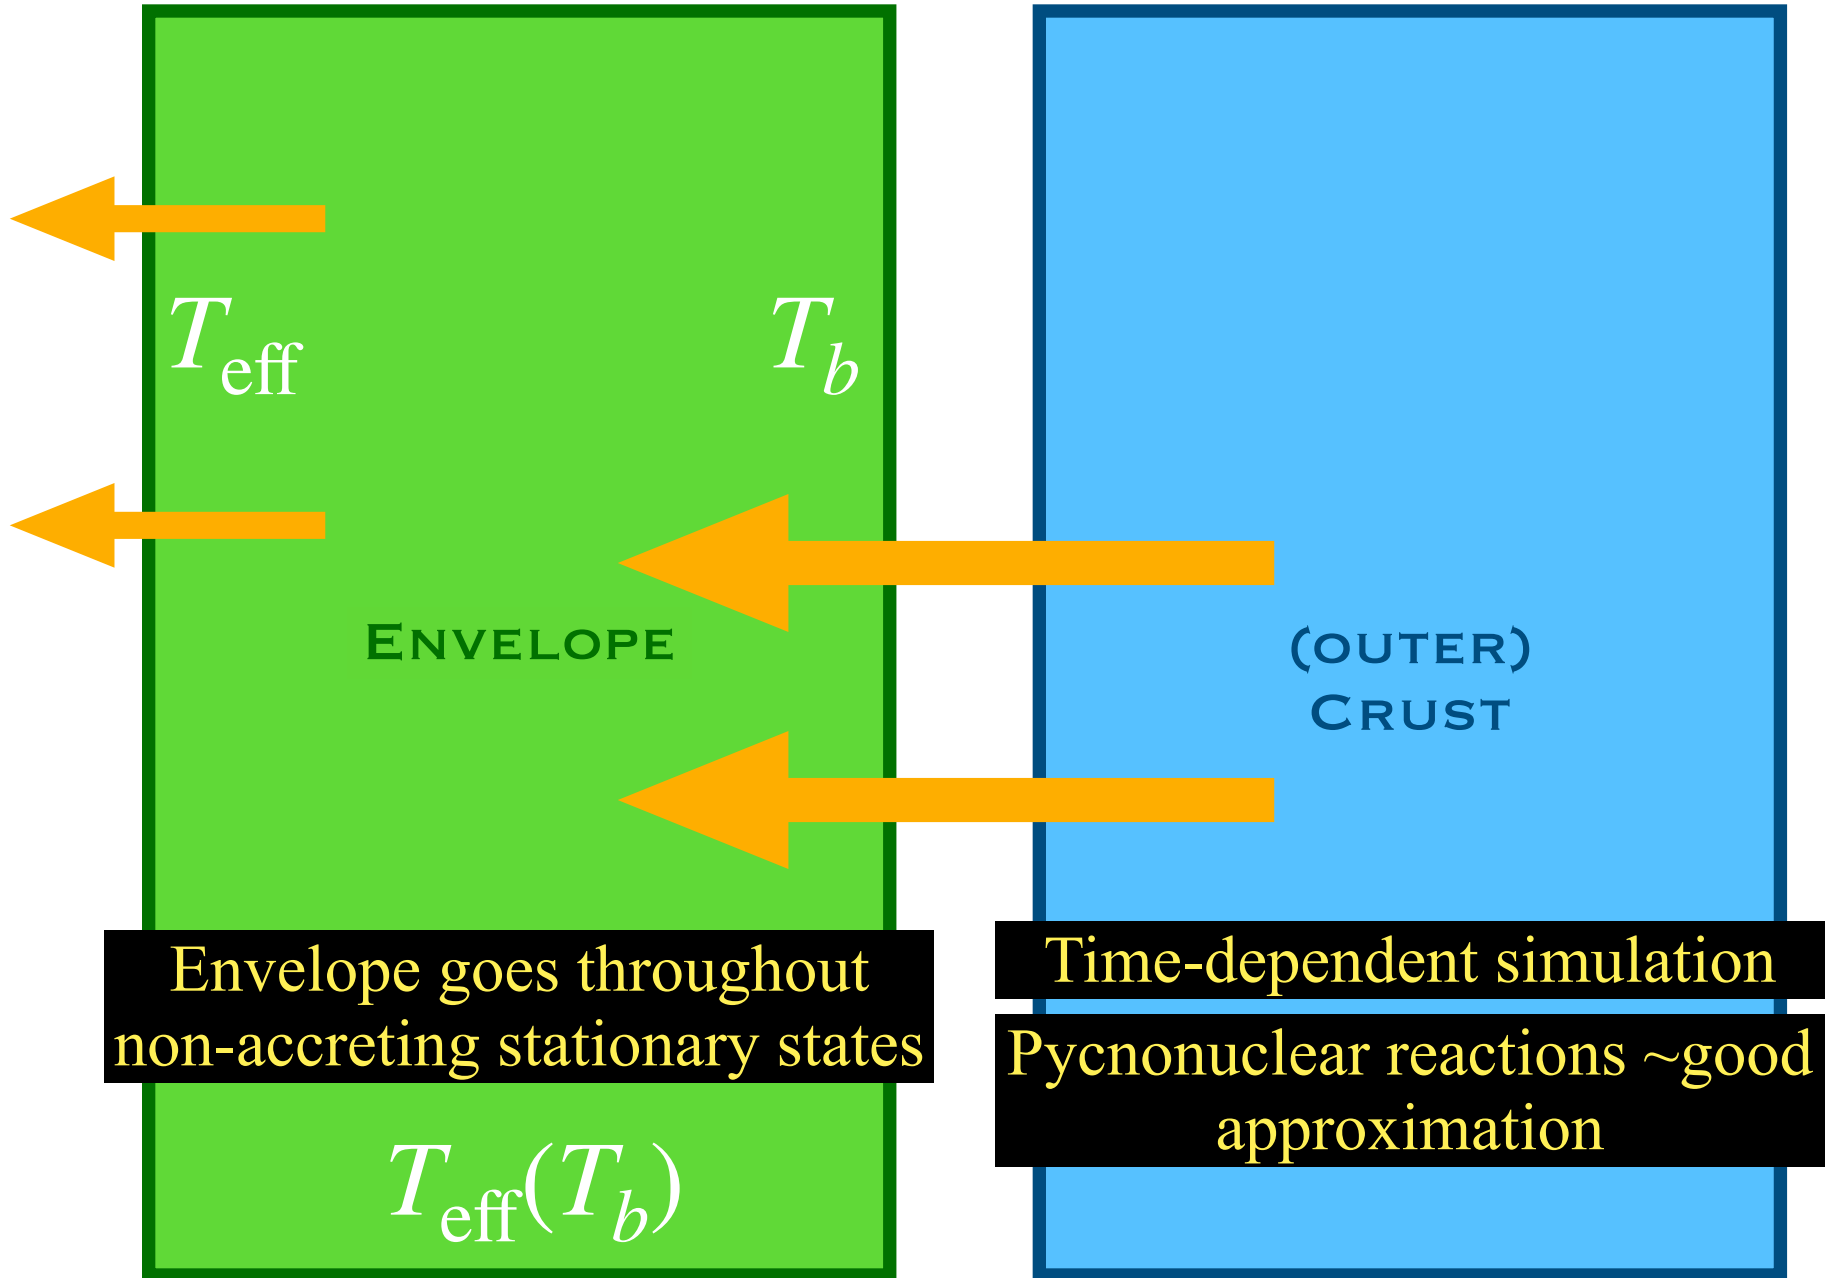 T_eff
T_b
ENVELOPE
(OUTER)
CRUST
Envelope goes throughout
non-accreting stationary states
Time-dependent simulation
Pycnonuclear reactions ~good
approximation
T_eff(T_b)